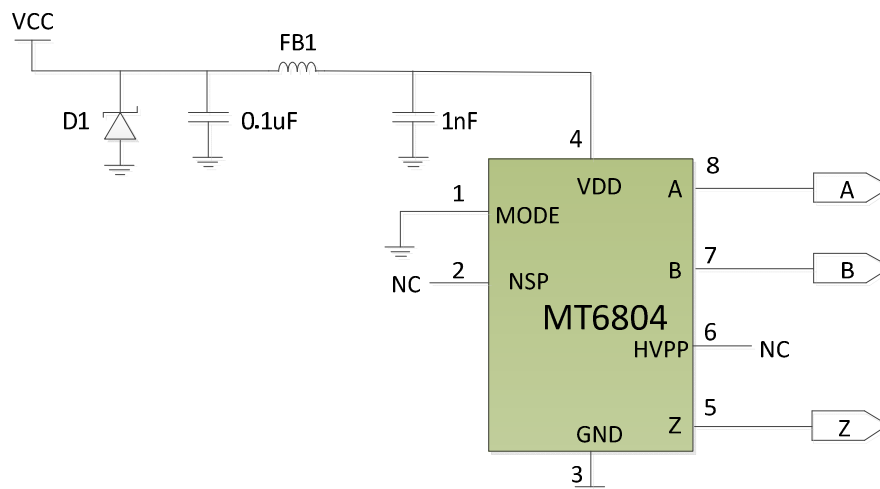 VCC
FB1
D1
0.1uF
1nF
4
VDD
8
A
A
1
MODE
7
B
B
2
NC
NSP
MT6804
6
HVPP
NC
5
Z
Z
GND
3